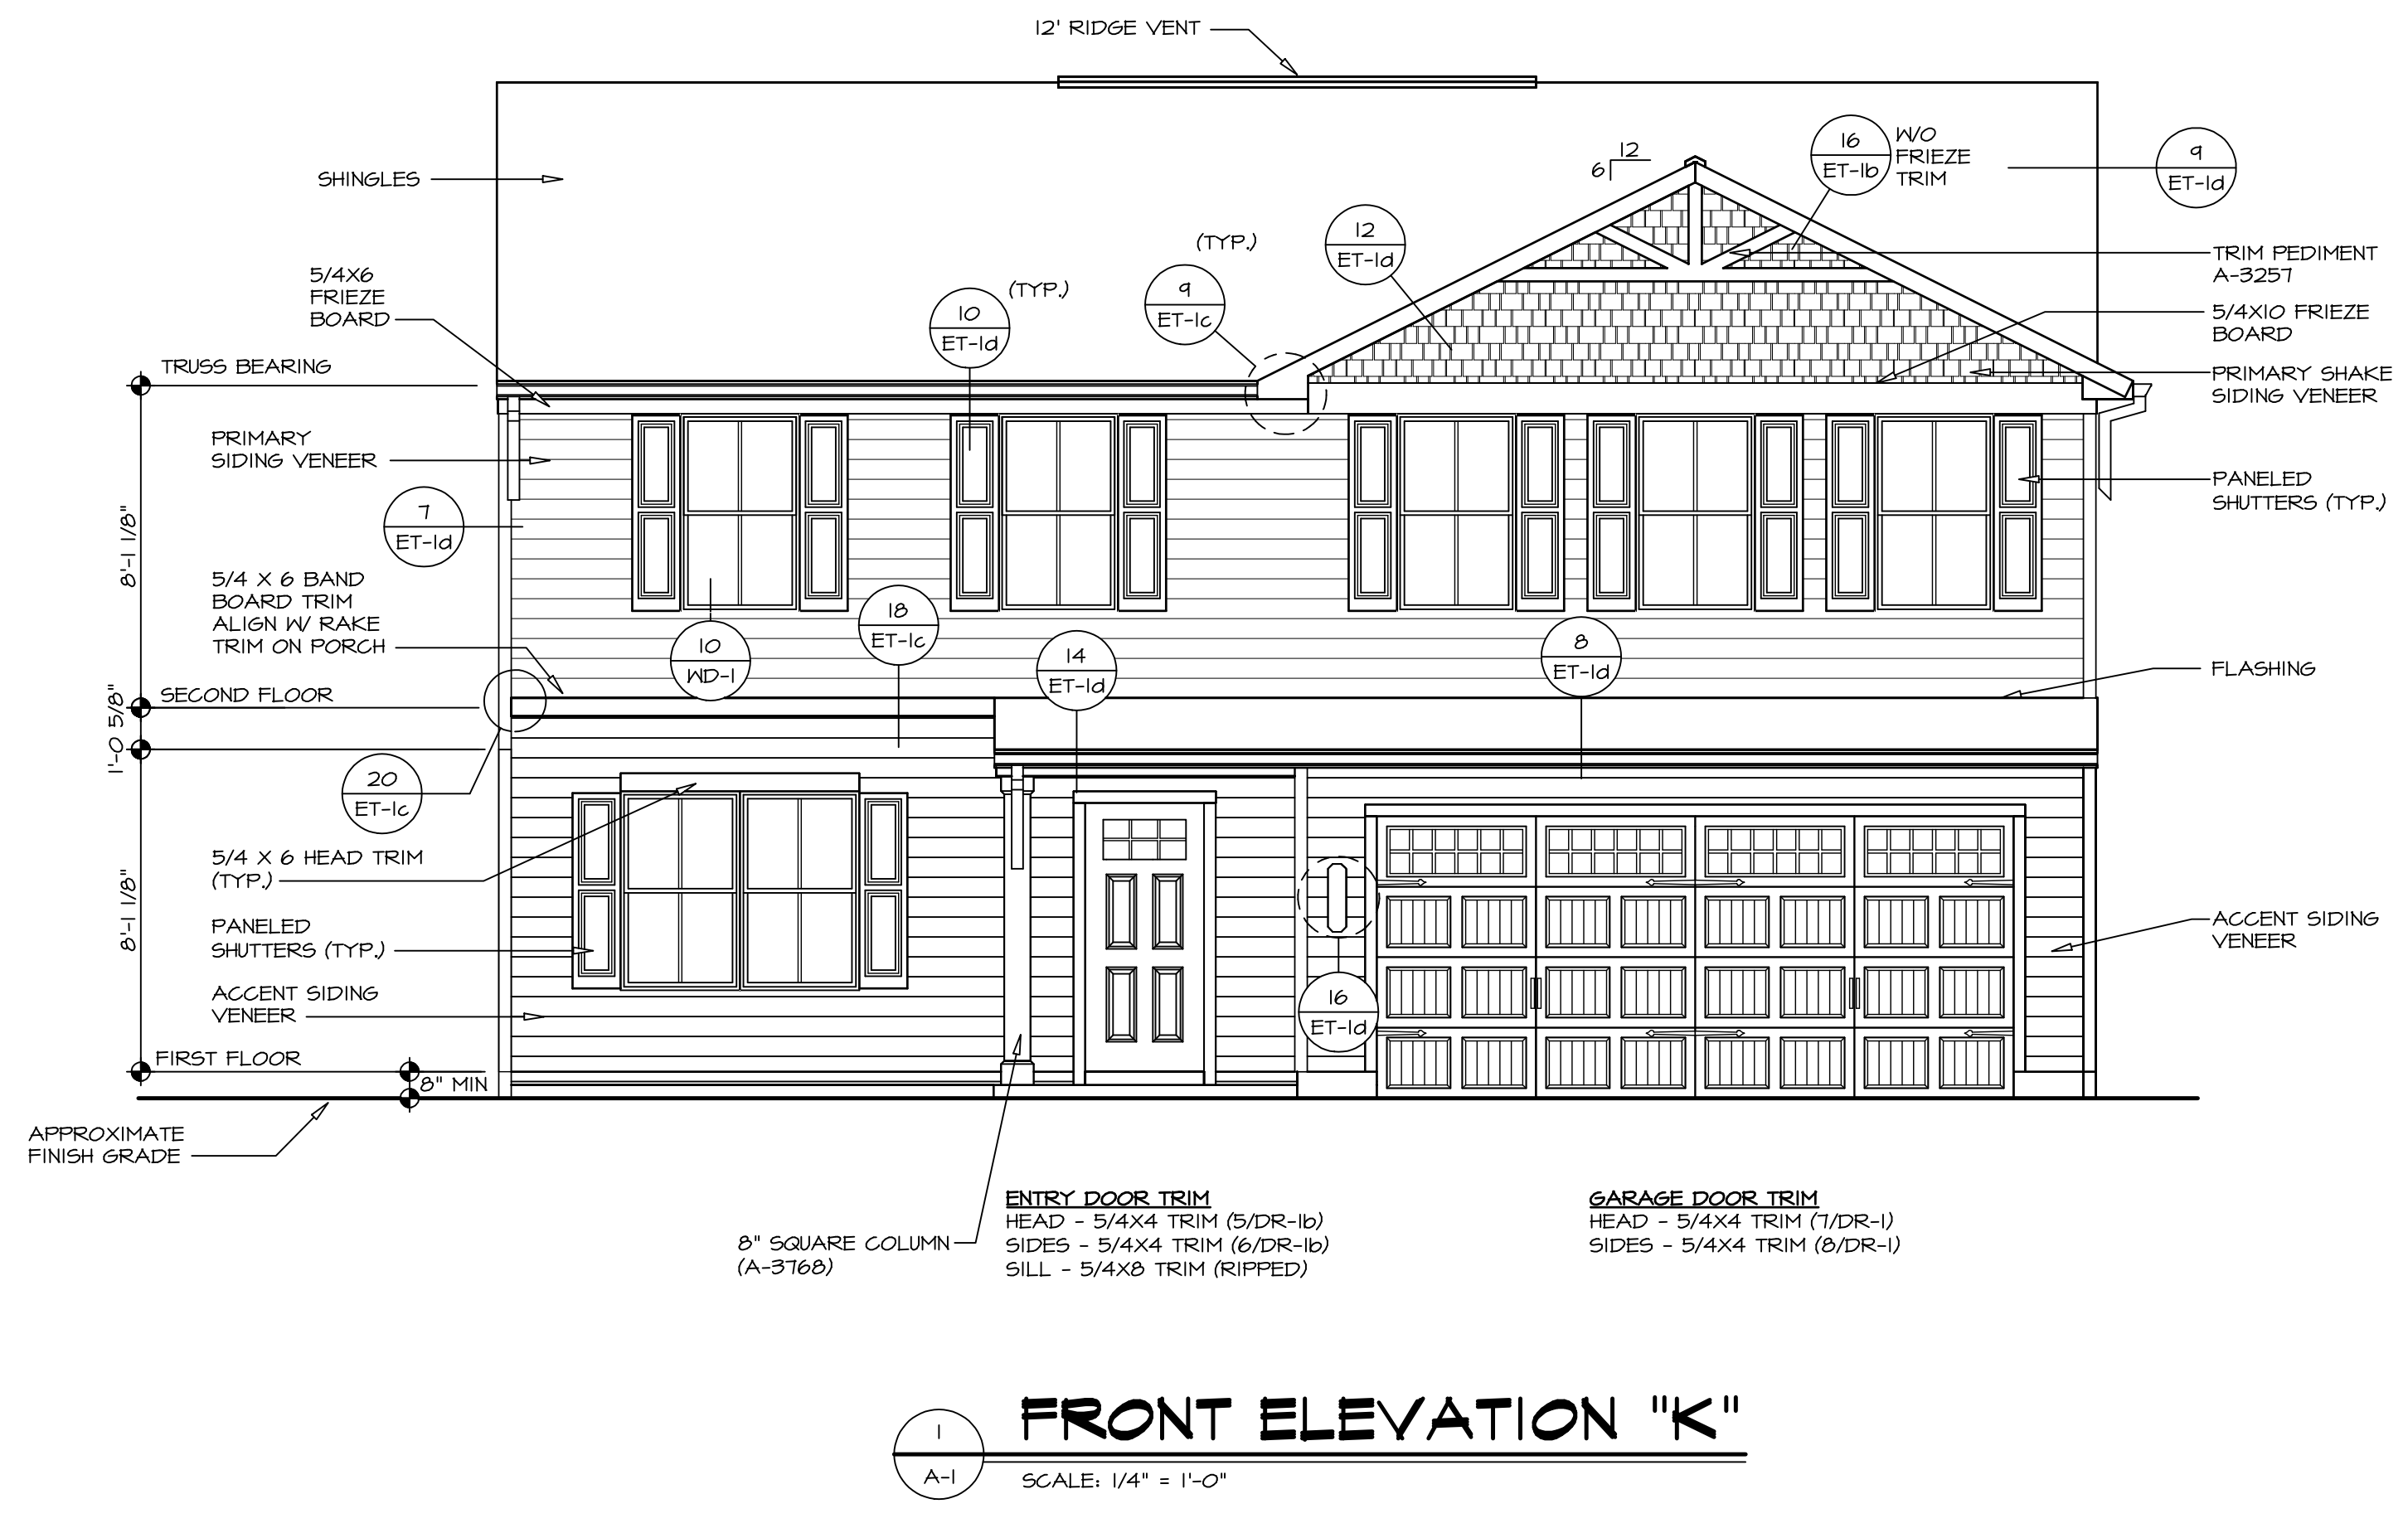 12' RIDGE VENT
SHINGLES
12
6
16
ET-1b
W/O
FRIEZE
TRIM
9
ET-1d
(TYP.)
12
ET-1d
TRIM PEDIMENT
A-3257
5/4X6
FRIEZE
BOARD
10
ET-1d
(TYP.)
9
ET-1c
5/4X10 FRIEZE
BOARD
TRUSS BEARING
PRIMARY SHAKE
SIDING VENEER
PRIMARY
SIDING VENEER
PANELED
SHUTTERS (TYP.)
7
ET-1d
8'-1 1/8"
5/4 X 6 BAND
BOARD TRIM
ALIGN W/ RAKE
TRIM ON PORCH
10
WD-1
18
ET-1c
14
ET-1d
8
ET-1d
FLASHING
SECOND FLOOR
1'-0 5/8"
20
ET-1c
5/4 X 6 HEAD TRIM
(TYP.)
8'-1 1/8"
PANELED
SHUTTERS (TYP.)
ACCENT SIDING
VENEER
ACCENT SIDING
VENEER
16
ET-1d
FIRST FLOOR
8" MIN
APPROXIMATE
FINISH GRADE
8" SQUARE COLUMN
(A-3768)
ENTRY DOOR TRIM
HEAD - 5/4X4 TRIM (5/DR-1b)
SIDES - 5/4X4 TRIM (6/DR-1b)
SILL - 5/4X8 TRIM (RIPPED)
GARAGE DOOR TRIM
HEAD - 5/4X4 TRIM (7/DR-1)
SIDES - 5/4X4 TRIM (8/DR-1)
1
A-1
FRONT ELEVATION "K"
SCALE: 1/4" = 1'-0"